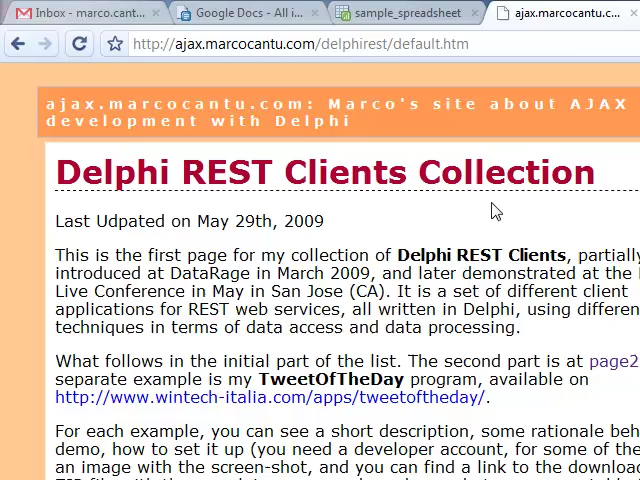 Inbox - marco.cant...
Google Docs - All i...
sample_spreadsheet
ajax.marcocantu.c...
http://ajax.marcocantu.com/delphirest/default.htm
ajax.marcocantu.com: Marco's site about AJAX
development with Delphi
Delphi REST Clients Collection
Last Udpated on May 29th, 2009
This is the first page for my collection of Delphi REST Clients, partially
introduced at DataRage in March 2009, and later demonstrated at the
Live Conference in May in San Jose (CA). It is a set of different client
applications for REST web services, all written in Delphi, using differen
techniques in terms of data access and data processing.
What follows in the initial part of the list. The second part is at page2
separate example is my TweetOfTheDay program, available on
http://www.wintech-italia.com/apps/tweetoftheday/.
For each example, you can see a short description, some rationale beh
demo, how to set it up (you need a developer account, for some of the
an image with the screen-shot, and you can find a link to the download